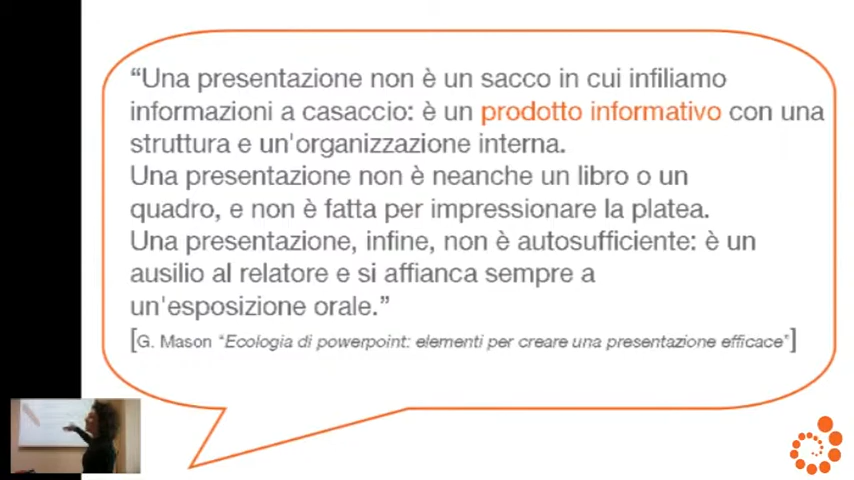 “Una presentazione non è un sacco in cui infiliamo
informazioni a casaccio: è un prodotto informativo con una
struttura e un'organizzazione interna.
Una presentazione non è neanche un libro o un
quadro, e non è fatta per impressionare la platea.
Una presentazione, infine, non è autosufficiente: è un
ausilio al relatore e si affianca sempre a
un'esposizione orale.”
[G. Mason “Ecologia di powerpoint: elementi per creare una presentazione efficace”]